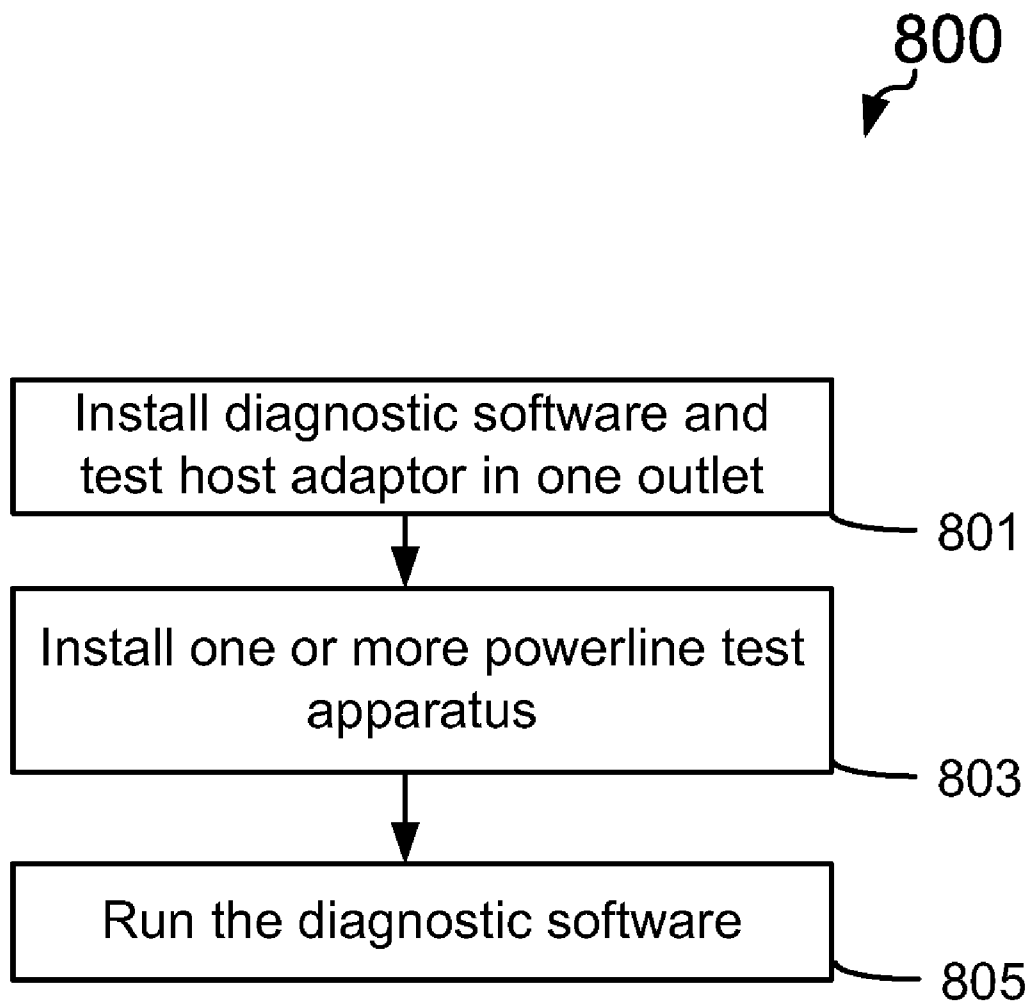 800
Install diagnostic software and
test host adaptor in one outlet
801
Install one or more powerline test
apparatus
803
Run the diagnostic software
805